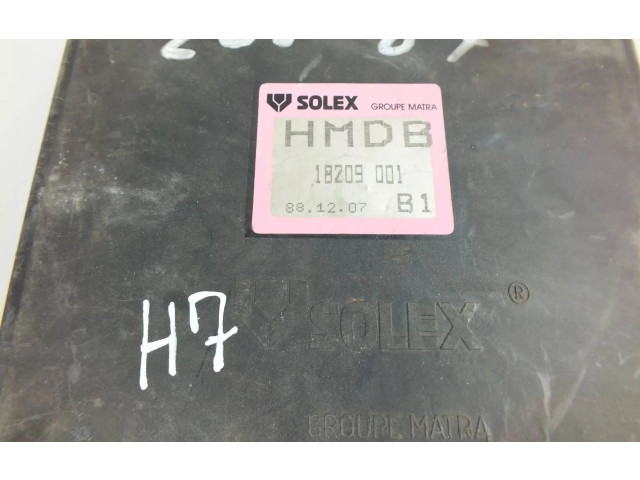 SOLEX GROUPE MATRA
HMDB
18209 001
88.12.07 B1
H7
SOLEX ®
GROUPE MATRA